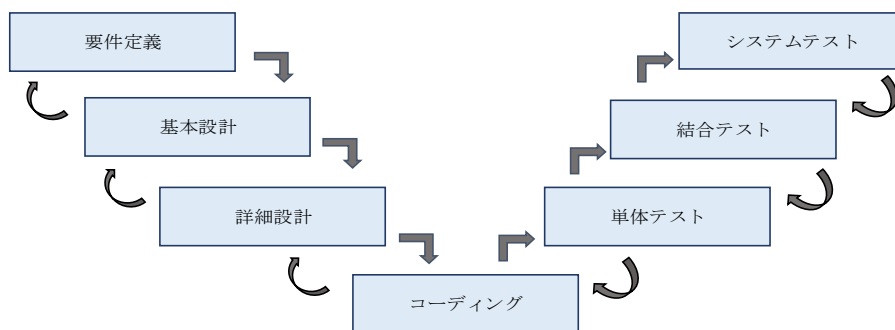 要件定義
システムテスト
基本設計
結合テスト
詳細設計
単体テスト
コーディング